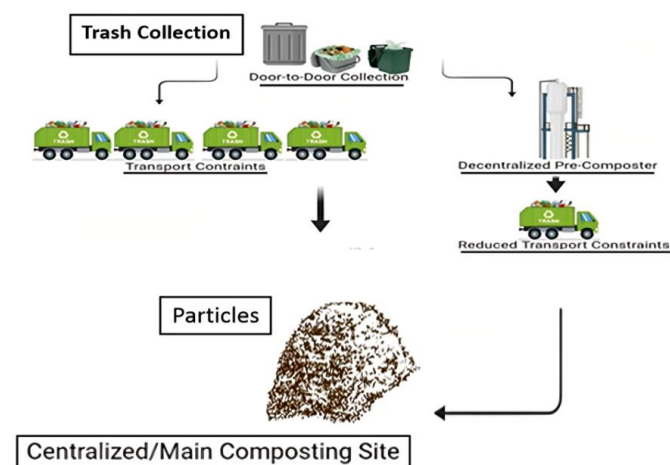 Trash Collection
Door-to-Door Collection
TRASH
TRASH
TRASH
TRASH
Transport Contraints
Decentralized Pre-Composter
TRASH
Reduced Transport Constraints
Particles
Centralized/Main Composting Site